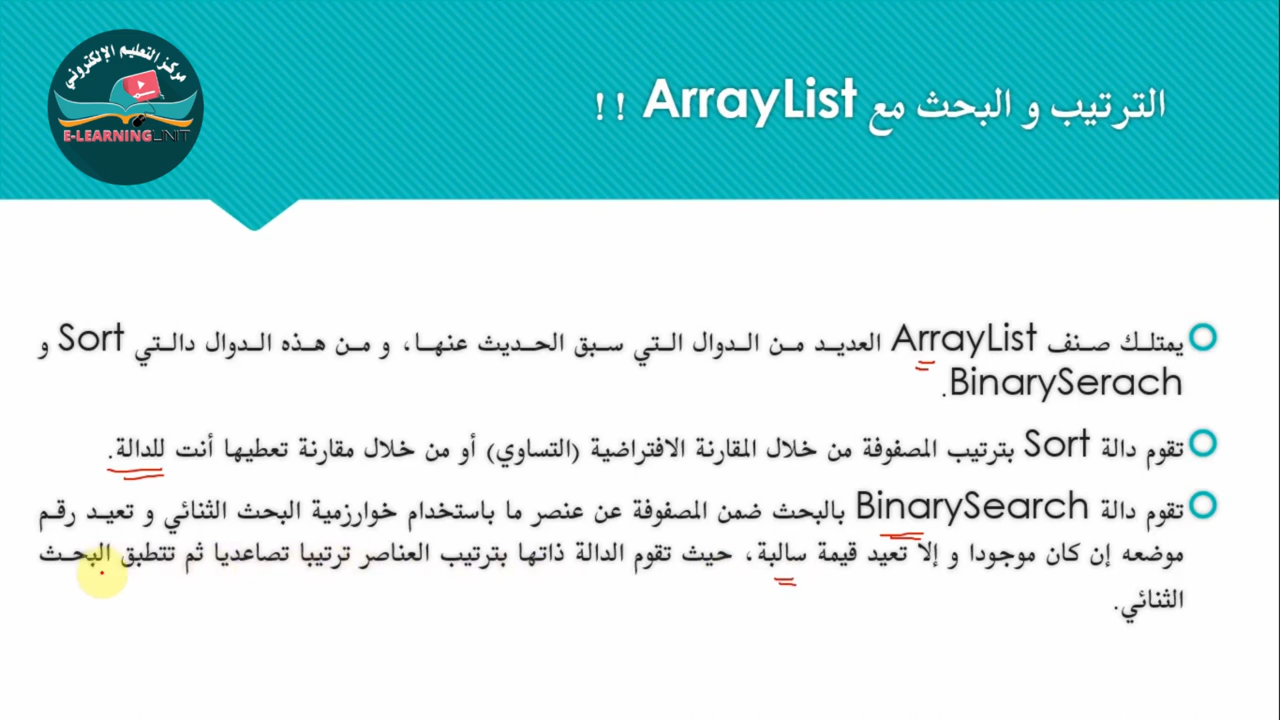 مركز التعليم الإلكتروني
E-LEARNING UNIT
الترتيب و البحث مع ArrayList !!
يمتلك صنف ArrayList العديد من الدوال التي سبق الحديث عنها، و من هذه الدوال دالتي Sort و
BinarySerach.
تقوم دالة Sort بترتيب المصفوفة من خلال المقارنة الافتراضية (التساوي) أو من خلال مقارنة تعطيها أنت للدالة.
تقوم دالة BinarySearch بالبحث ضمن المصفوفة عن عنصر ما باستخدام خوارزمية البحث الثنائي و تعيد رقم
موضعه إن كان موجودا و إلا تعيد قيمة سالبة، حيث تقوم الدالة ذاتها بترتيب العناصر ترتيبا تصاعديا ثم تتطبق البحث
الثنائي.